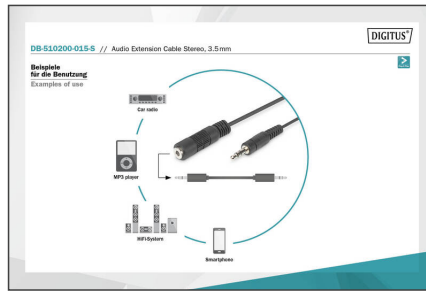 DIGITUS®
DB-510200-015-S // Audio Extension Cable Stereo, 3.5 mm
Beispiele
für die Benutzung
Examples of use
Car radio
MP3 player
HiFi-System
Smartphone